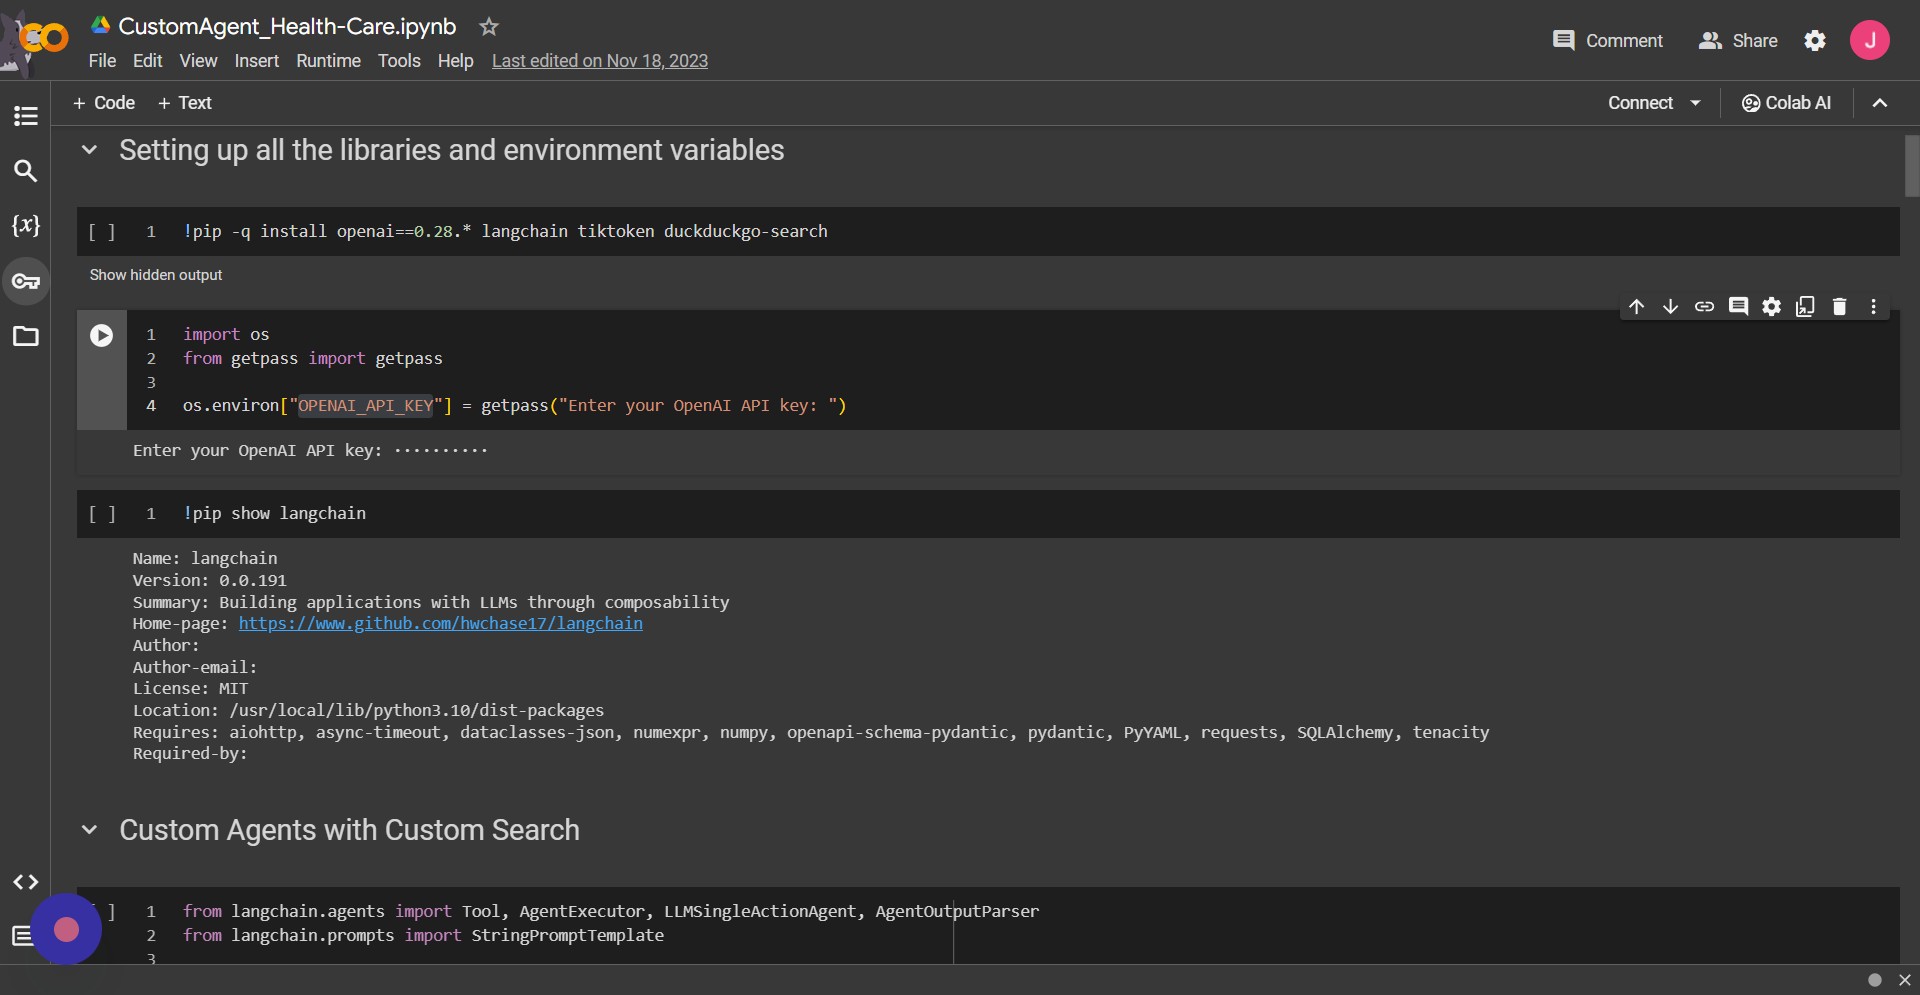 CustomAgent_Health-Care.ipynb
File Edit View Insert Runtime Tools Help Last edited on Nov 18, 2023
Comment Share J
+ Code + Text Connect Colab AI
Setting up all the libraries and environment variables
[ ] 1 !pip -q install openai==0.28.* langchain tiktoken duckduckgo-search
Show hidden output
1 import os
2 from getpass import getpass
3
4 os.environ["OPENAI_API_KEY"] = getpass("Enter your OpenAI API key: ")
Enter your OpenAI API key: ··········
[ ] 1 !pip show langchain
Name: langchain
Version: 0.0.191
Summary: Building applications with LLMs through composability
Home-page: https://www.github.com/hwchase17/langchain
Author:
Author-email:
License: MIT
Location: /usr/local/lib/python3.10/dist-packages
Requires: aiohttp, async-timeout, dataclasses-json, numexpr, numpy, openapi-schema-pydantic, pydantic, PyYAML, requests, SQLAlchemy, tenacity
Required-by:
Custom Agents with Custom Search
[ ] 1 from langchain.agents import Tool, AgentExecutor, LLMSingleActionAgent, AgentOutputParser
2 from langchain.prompts import StringPromptTemplate
3